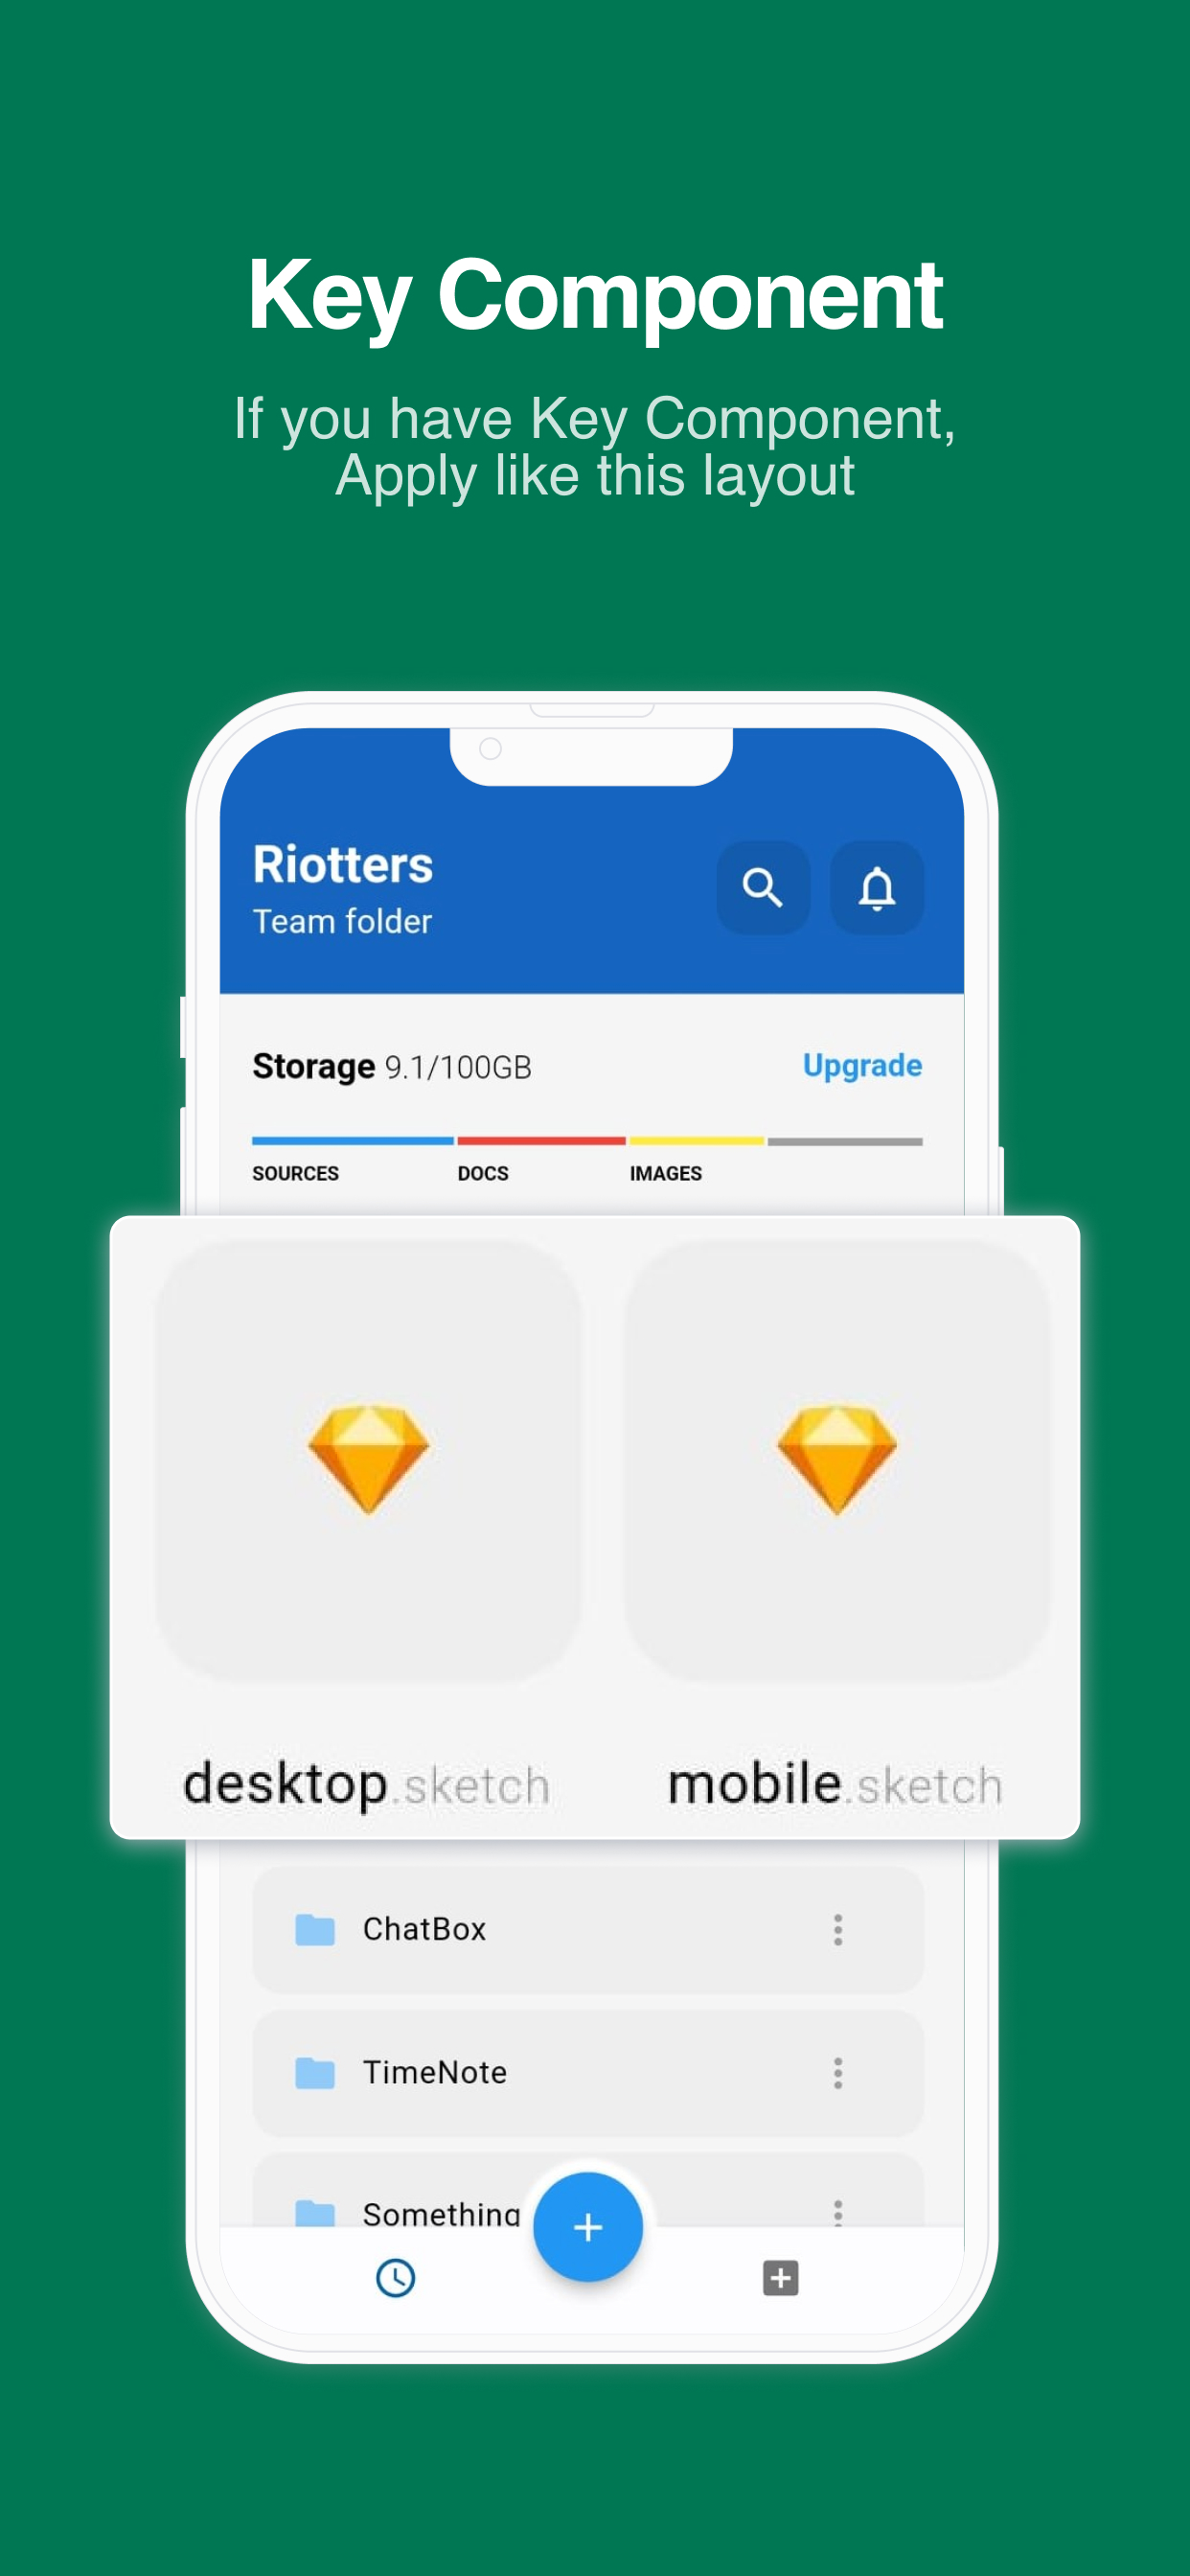 Key Component
If you have Key Component,
Apply like this layout
Riotters
Team folder
Storage 9.1/100GB
Upgrade
SOURCES
DOCS
IMAGES
desktop.sketch
mobile.sketch
ChatBox
TimeNote
Something